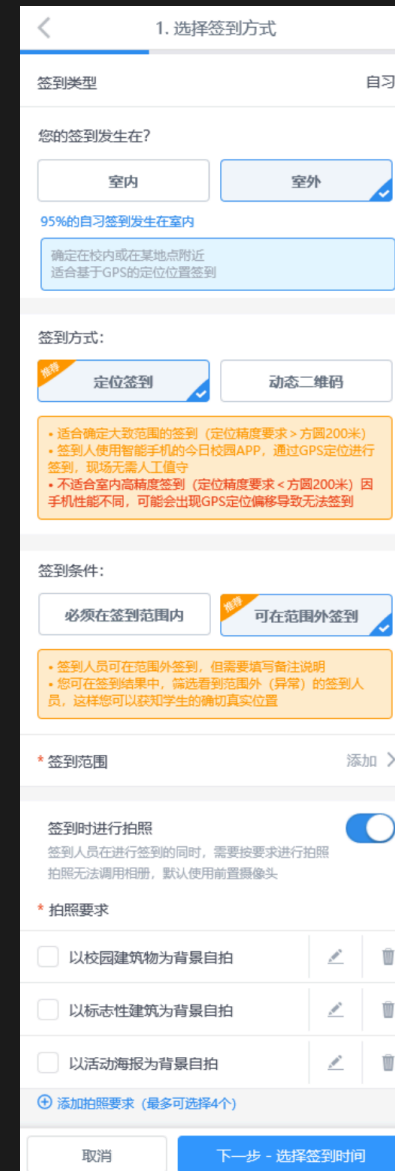 1. 选择签到方式
签到类型 自习
您的签到发生在?
室内 室外
95%的自习签到发生在室内
确定在校内或在某地点附近
适合基于GPS的定位位置签到
签到方式：
推荐 定位签到 动态二维码
• 适合确定大致范围的签到（定位精度要求＞方圆200米）
• 签到人使用智能手机的今日校园APP，通过GPS定位进行
签到，现场无需人工值守
• 不适合室内高精度签到（定位精度要求＜方圆200米）因
手机性能不同，可能会出现GPS定位偏移导致无法签到
签到条件：
必须在签到范围内 推荐 可在范围外签到
• 签到人员可在范围外签到，但需要填写备注说明
• 您可在签到结果中，筛选看到范围外（异常）的签到人
员，这样您可以获知学生的确切真实位置
* 签到范围 添加
签到时进行拍照
签到人员在进行签到的同时，需要按要求进行拍照
拍照无法调用相册，默认使用前置摄像头
* 拍照要求
以校园建筑物为背景自拍
以标志性建筑为背景自拍
以活动海报为背景自拍
添加拍照要求（最多可选择4个）
取消 下一步 - 选择签到时间